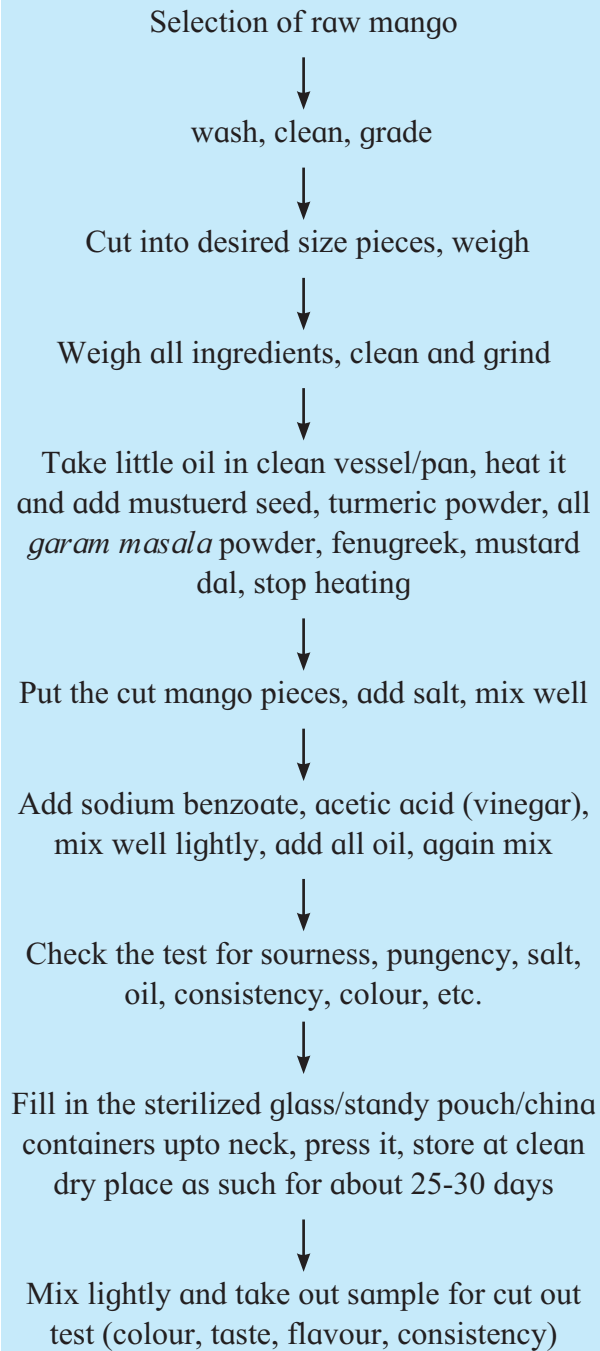 Selection of raw mango
wash, clean, grade
Cut into desired size pieces, weigh
Weigh all ingredients, clean and grind
Take little oil in clean vessel/pan, heat it
and add mustuerd seed, turmeric powder, all
garam masala powder, fenugreek, mustard
dal, stop heating
Put the cut mango pieces, add salt, mix well
Add sodium benzoate, acetic acid (vinegar),
mix well lightly, add all oil, again mix
Check the test for sourness, pungency, salt,
oil, consistency, colour, etc.
Fill in the sterilized glass/standy pouch/china
containers upto neck, press it, store at clean
dry place as such for about 25-30 days
Mix lightly and take out sample for cut out
test (colour, taste, flavour, consistency)